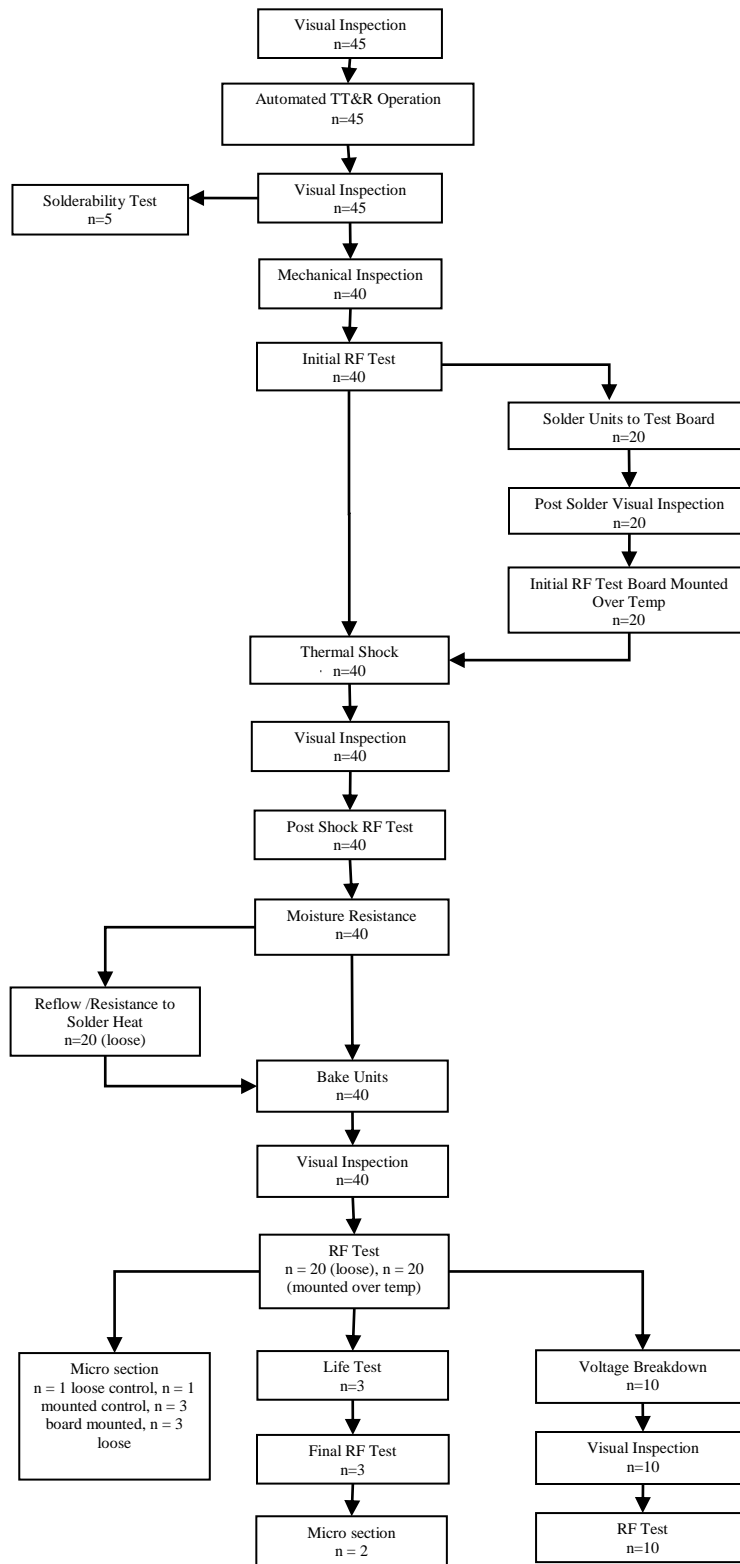 Visual Inspection
n=45
Automated TT&R Operation
n=45
Solderability Test
n=5
Visual Inspection
n=45
Mechanical Inspection
n=40
Initial RF Test
n=40
Solder Units to Test Board
n=20
Post Solder Visual Inspection
n=20
Initial RF Test Board Mounted
Over Temp
n=20
Thermal Shock
n=40
Visual Inspection
n=40
Post Shock RF Test
n=40
Moisture Resistance
n=40
Reflow /Resistance to
Solder Heat
n=20 (loose)
Bake Units
n=40
Visual Inspection
n=40
RF Test
n = 20 (loose), n = 20
(mounted over temp)
Micro section
n = 1 loose control, n = 1
mounted control, n = 3
board mounted, n = 3
loose
Life Test
n=3
Final RF Test
n=3
Micro section
n = 2
Voltage Breakdown
n=10
Visual Inspection
n=10
RF Test
n=10